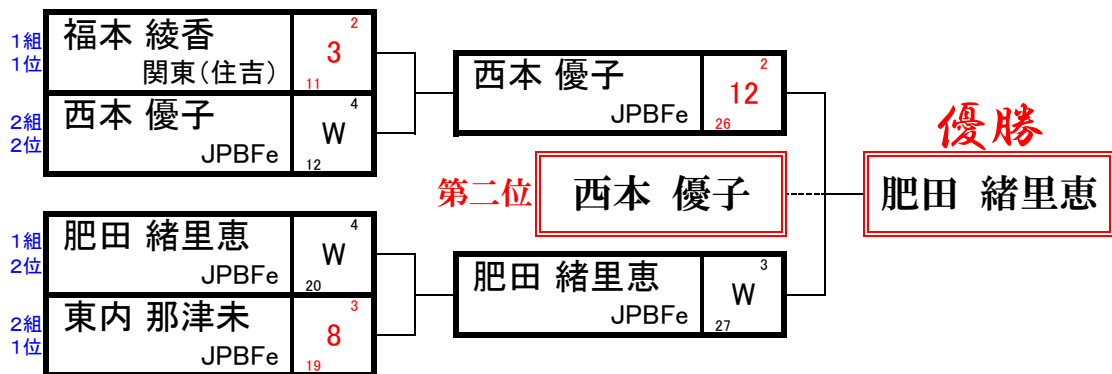 1組
1位
福本 綾香
関東(住吉)
2
3
11
2組
2位
西本 優子
JPBFe
4
W
12
1組
2位
肥田 緒里恵
JPBFe
4
W
20
2組
1位
東内 那津未
JPBFe
3
8
19
西本 優子
JPBFe
2
12
26
第二位
西本 優子
肥田 緒里恵
JPBFe
3
W
27
優勝
肥田 緒里恵